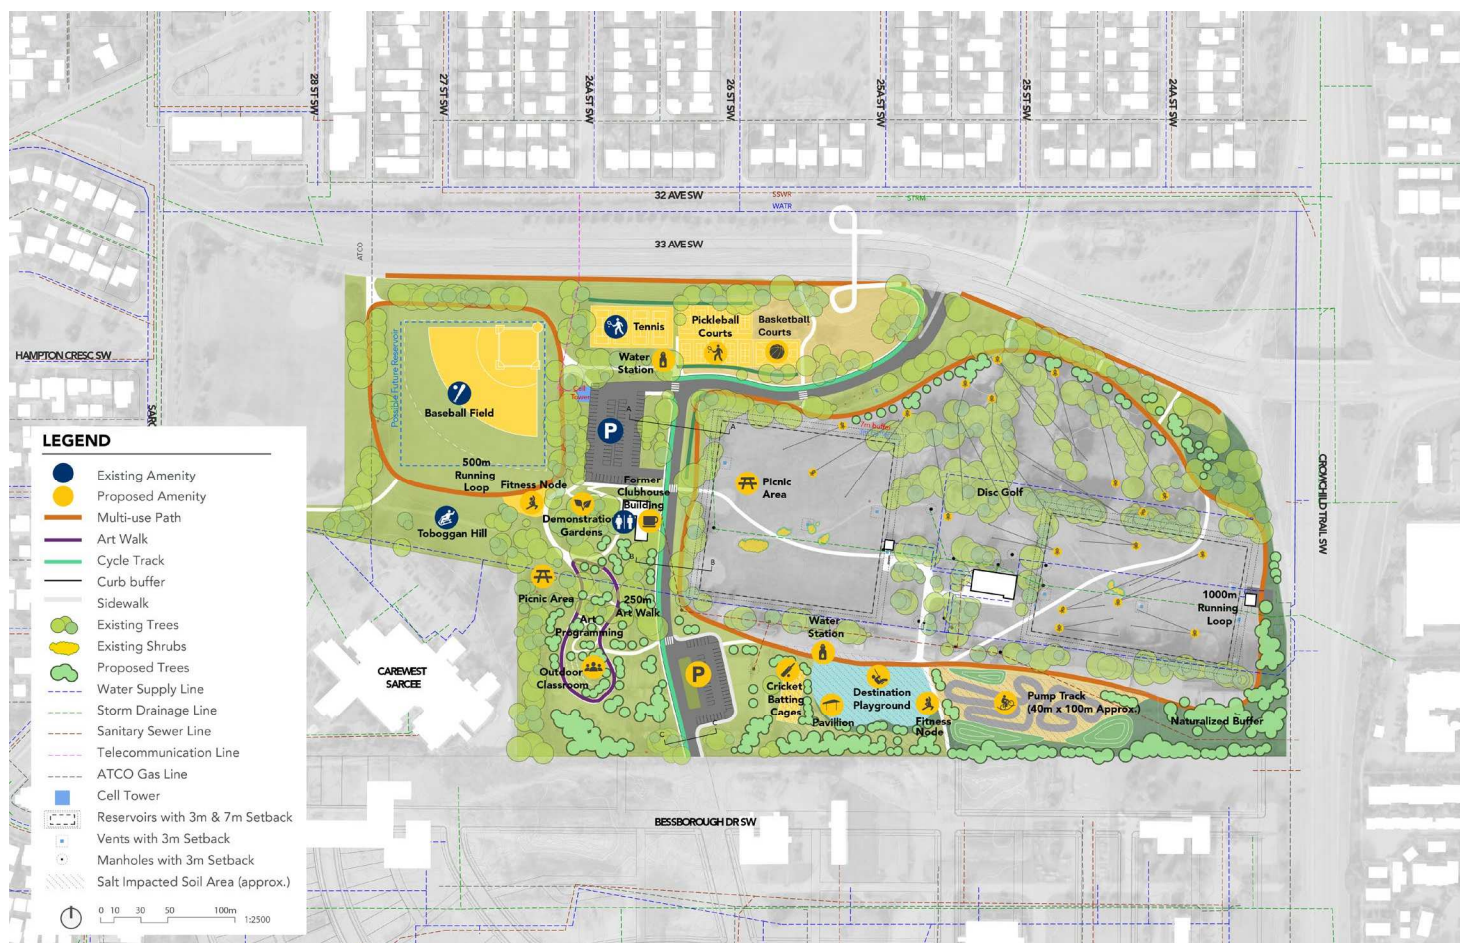 28 ST SW
27 ST SW
26A ST SW
26 ST SW
25A ST SW
25 ST SW
24A ST SW
32 AVE SW
SSWR
WATR
STRM
33 AVE SW
ATCO
HAMPTON CRESC SW
SARC
CROWCHILD TRAIL SW
Possible Future Reservoir
Baseball Field
Tennis
Pickleball
Courts
Basketball
Courts
Water
Station
Cell
Tower
P
A
A
7m buffer
500m
Running
Loop
Fitness Node
Toboggan Hill
Demonstration
Gardens
Former
Clubhouse
Building
Picnic
Area
Disc Golf
B
B
Picnic Area
250m
Art Walk
Art
Programming
Outdoor
Classroom
CAREWEST
SARCEE
P
C
C
Water
Station
Cricket
Batting
Cages
Pavillion
Destination
Playground
Fitness
Node
Pump Track
(40m x 100m Approx.)
Naturalized Buffer
1000m
Running
Loop
BESSBOROUGH DR SW
LEGEND
Existing Amenity
Proposed Amenity
Multi-use Path
Art Walk
Cycle Track
Curb buffer
Sidewalk
Existing Trees
Existing Shrubs
Proposed Trees
Water Supply Line
Storm Drainage Line
Sanitary Sewer Line
Telecommunication Line
ATCO Gas Line
Cell Tower
Reservoirs with 3m & 7m Setback
Vents with 3m Setback
Manholes with 3m Setback
Salt Impacted Soil Area (approx.)
0 10 30 50 100m
1:2500